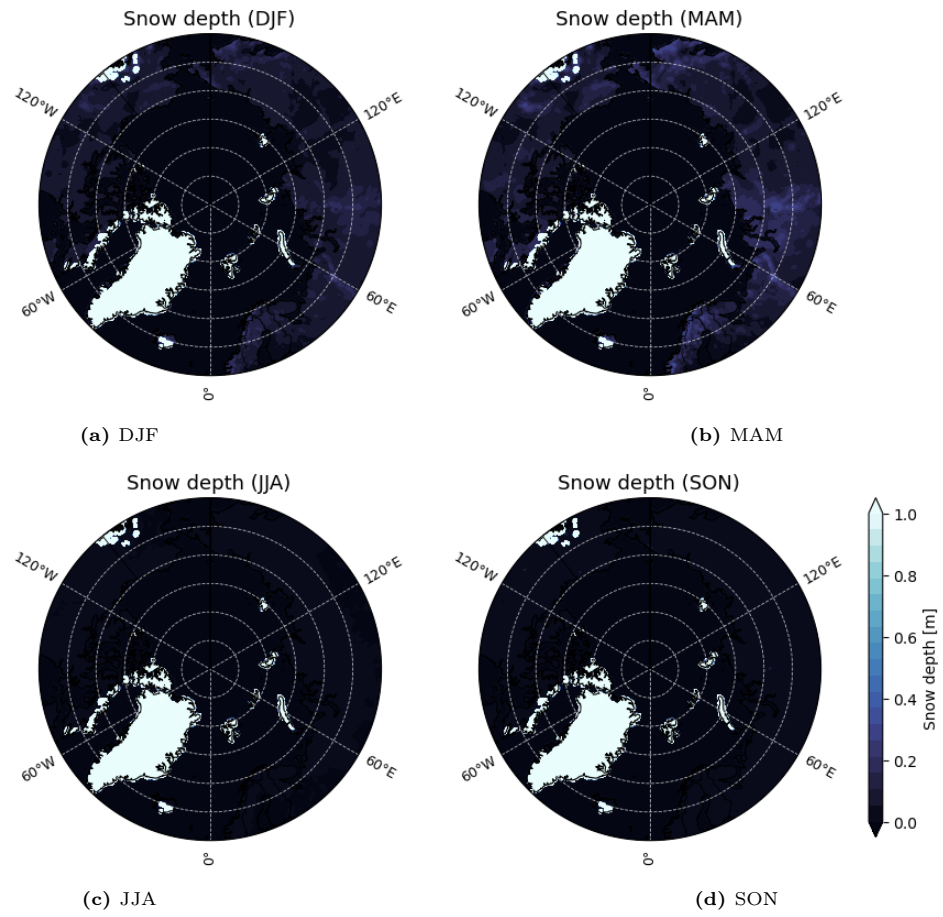 Snow depth (DJF)
120°W
120°E
60°W
60°E
0°
(a) DJF
Snow depth (MAM)
120°W
120°E
60°W
60°E
0°
(b) MAM
Snow depth (JJA)
120°W
120°E
60°W
60°E
0°
(c) JJA
Snow depth (SON)
120°W
120°E
60°W
60°E
0°
(d) SON
1.0
0.8
0.6
0.4
0.2
0.0
Snow depth [m]